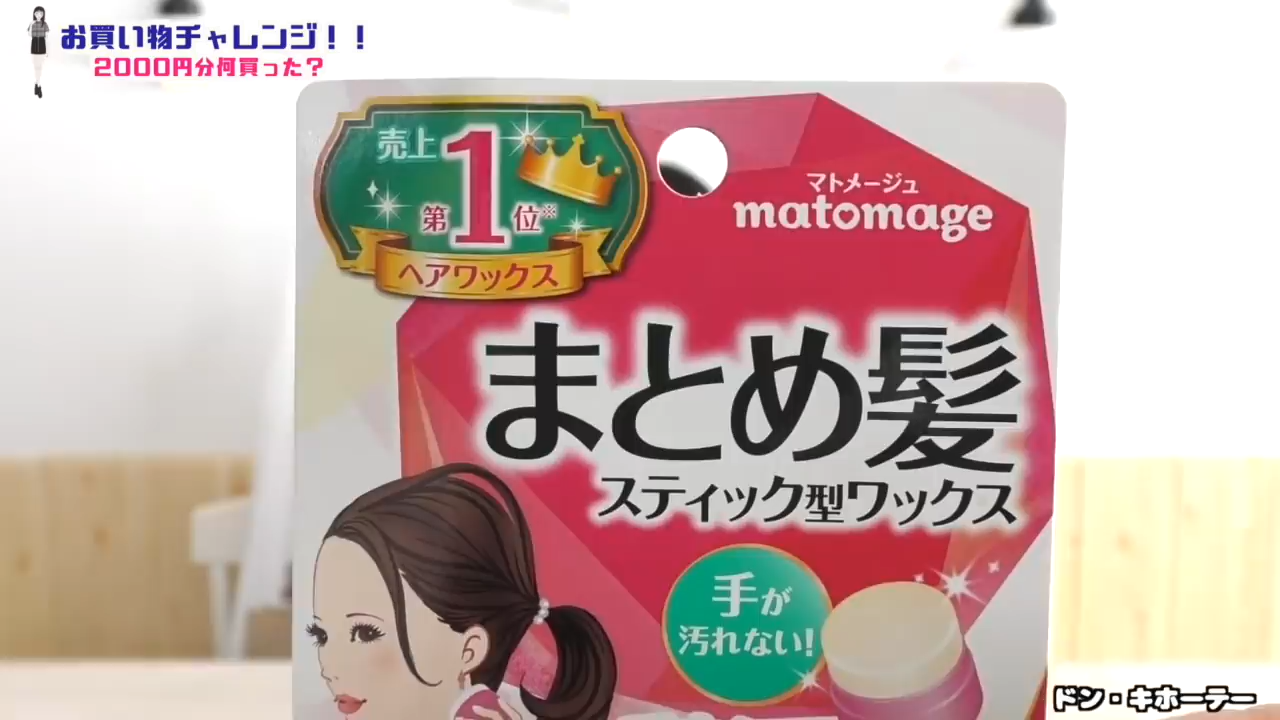 お買い物チャレンジ！！
2000円分何買った？
売上
第1位※
ヘアワックス
マトメージュ
matomage
まとめ髪
スティック型ワックス
手が
汚れない!
ドン・キホーテー